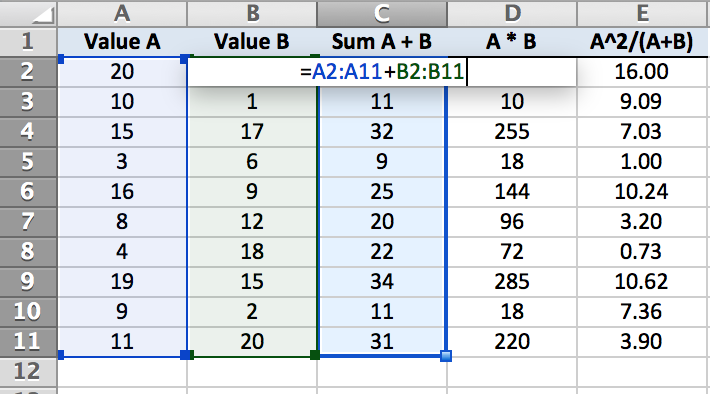 A B C D E
1 Value A Value B Sum A + B A * B A^2/(A+B)
2 20 =A2:A11+B2:B11 16.00
3 10 1 11 10 9.09
4 15 17 32 255 7.03
5 3 6 9 18 1.00
6 16 9 25 144 10.24
7 8 12 20 96 3.20
8 4 18 22 72 0.73
9 19 15 34 285 10.62
10 9 2 11 18 7.36
11 11 20 31 220 3.90
12